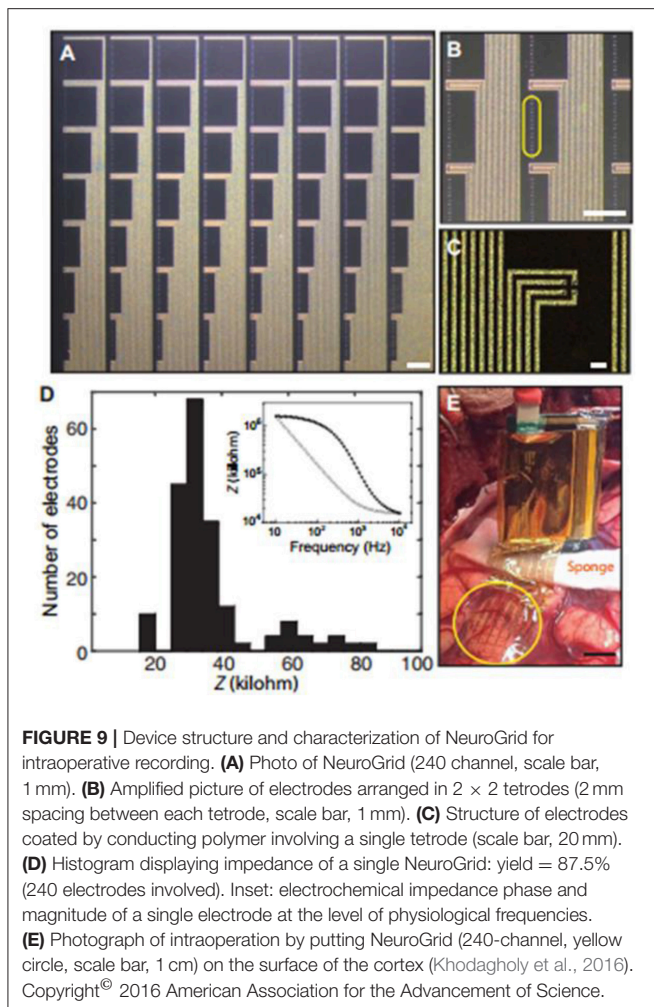 A
B
C
D
Number of electrodes
60
40
20
0
20
40
60
80
100
Z (kilohm)
Z (kilohm)
10⁶
10⁵
10⁴
10
10²
10³
Frequency (Hz)
E
Sponge
FIGURE 9 | Device structure and characterization of NeuroGrid for
intraoperative recording. (A) Photo of NeuroGrid (240 channel, scale bar,
1 mm). (B) Amplified picture of electrodes arranged in 2 × 2 tetrodes (2 mm
spacing between each tetrode, scale bar, 1 mm). (C) Structure of electrodes
coated by conducting polymer involving a single tetrode (scale bar, 20 mm).
(D) Histogram displaying impedance of a single NeuroGrid: yield = 87.5%
(240 electrodes involved). Inset: electrochemical impedance phase and
magnitude of a single electrode at the level of physiological frequencies.
(E) Photograph of intraoperation by putting NeuroGrid (240-channel, yellow
circle, scale bar, 1 cm) on the surface of the cortex (Khodagholy et al., 2016).
Copyright© 2016 American Association for the Advancement of Science.